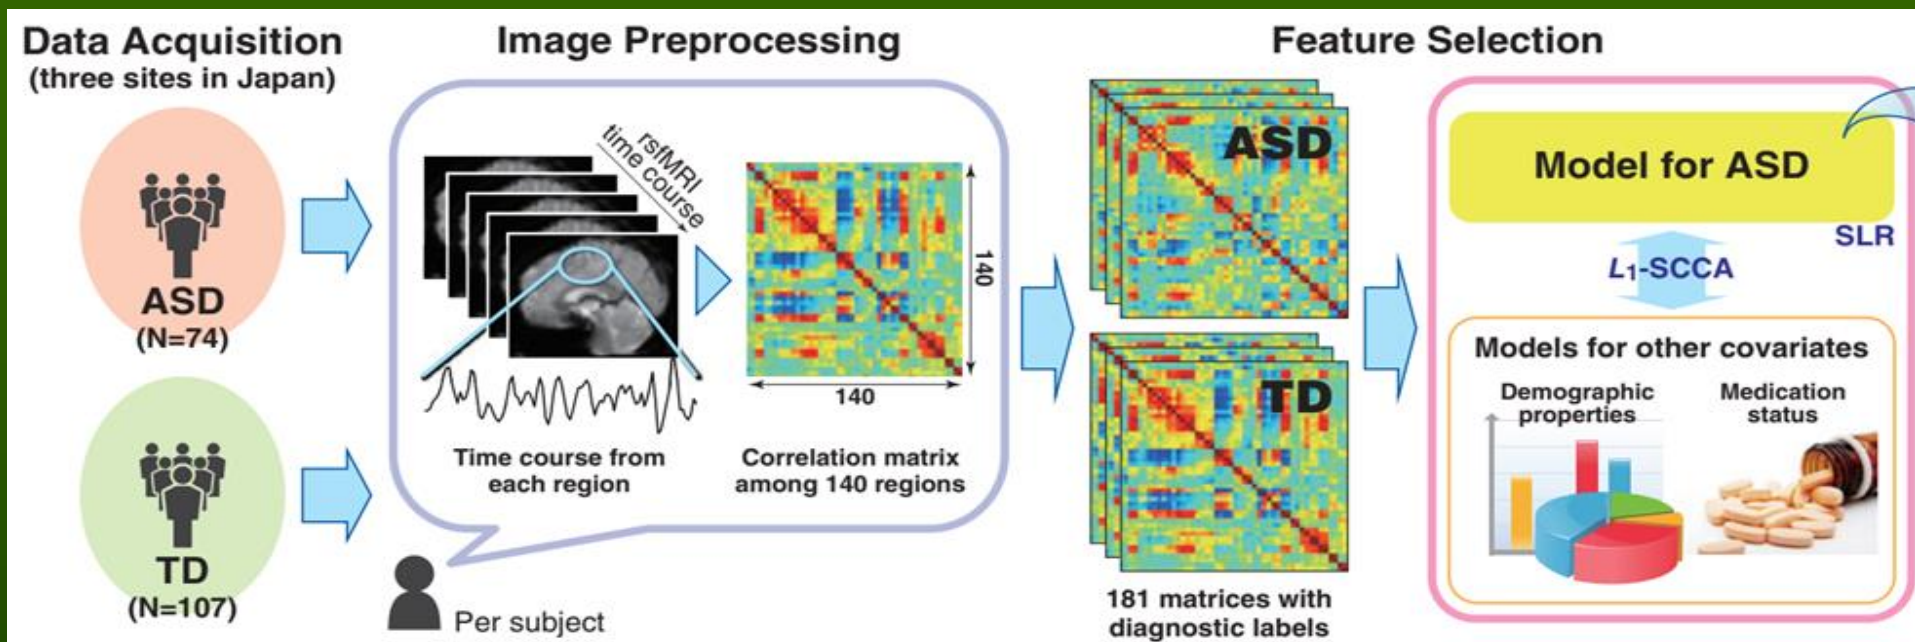 Data Acquisition
(three sites in Japan)
ASD
(N=74)
TD
(N=107)
Image Preprocessing
rsfMRI
time course
140
140
Time course from
each region
Correlation matrix
among 140 regions
Per subject
Feature Selection
ASD
TD
181 matrices with
diagnostic labels
Model for ASD
SLR
L₁-SCCA
Models for other covariates
Demographic
properties
Medication
status